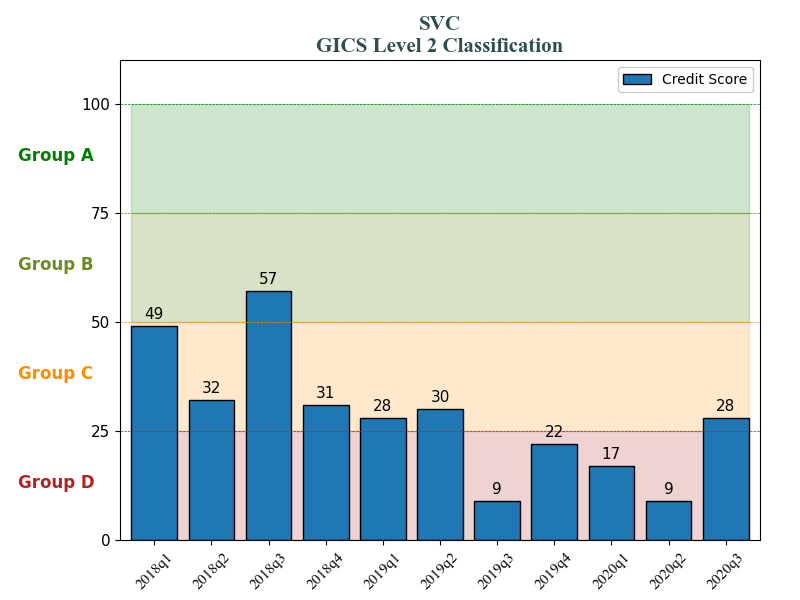 SVC
GICS Level 2 Classification
Credit Score
100
Group A
75
Group B
57
49
50
Group C
32
31
28
30
28
25
22
17
Group D
9
9
0
2018q1
2018q2
2018q3
2018q4
2019q1
2019q2
2019q3
2019q4
2020q1
2020q2
2020q3